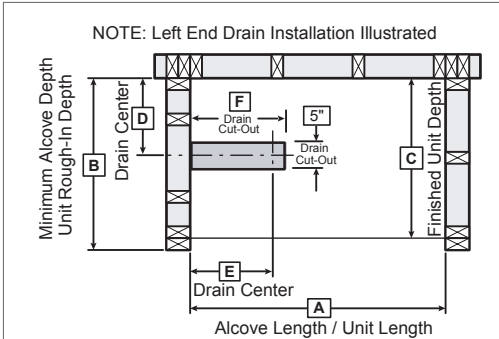 NOTE: Left End Drain Installation Illustrated
Minimum Alcove Depth
Unit Rough-In Depth
B
Drain Center
D
F
Drain
Cut-Out
5"
Drain
Cut-Out
C
Finished Unit Depth
E
Drain Center
A
Alcove Length / Unit Length